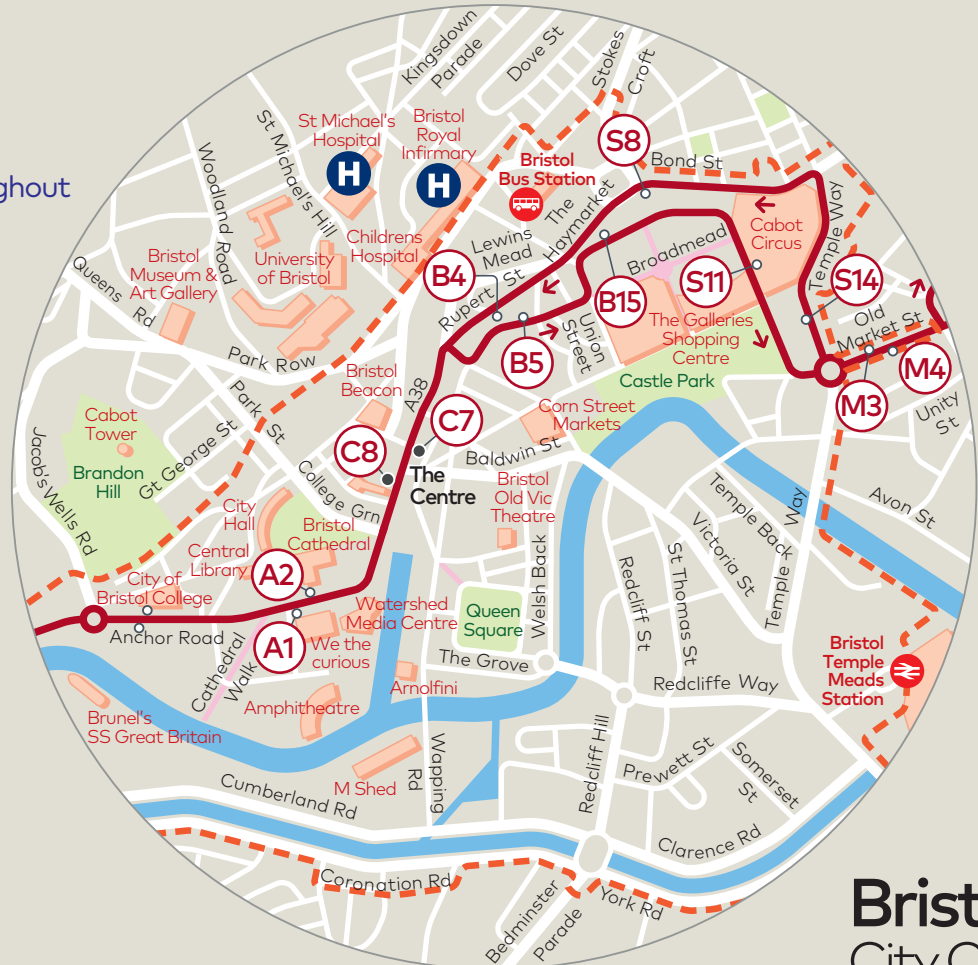 ghout
Kingsdown
Parade
Dove St
Stokes
Croft
St Michael's
Hospital
H
Bristol
Royal
Infirmary
H
S8
Bond St
Bristol
Bus Station
The
Haymarket
Woodland Road
St Michael's Hill
Temple Way
Cabot
Circus
Lewins
Mead
Childrens
Hospital
University
of Bristol
Bristol
Museum &
Art Gallery
Queens
Rd
B4
Rupert St
Broadmead
S11
S14
B15
Union
Street
The Galleries
Shopping
Centre
Old
Market St
B5
M4
M3
Unity
St
Park Row
Bristol
Beacon
A38
Castle Park
Park St
C7
Corn Street
Markets
Cabot
Tower
Gt George St
C8
Baldwin St
Jacob's Wells Rd
Brandon
Hill
The
Centre
College Grn
Bristol
Old Vic
Theatre
City
Hall
Bristol
Cathedral
Temple Back
Victoria St
Temple Way
Avon St
Central
Library
A2
City of
Bristol College
Redcliff St
St Thomas St
Welsh Back
Queen
Square
Watershed
Media Centre
Anchor Road
A1
We the
curious
Cathedral
Walk
The Grove
Bristol
Temple
Meads
Station
Redcliffe Way
Arnolfini
Amphitheatre
Brunel's
SS Great Britain
Wapping
Rd
Redcliff Hill
Prewett St
Somerset
St
M Shed
Cumberland Rd
Clarence Rd
Coronation Rd
Bedminster
Parade
York Rd
Brist
City C